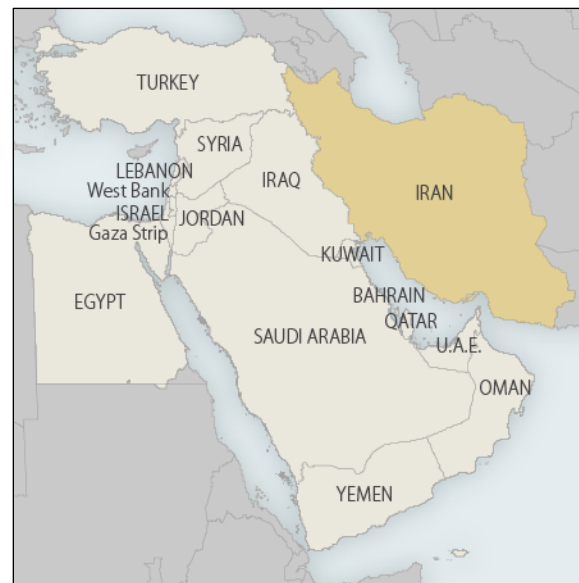 TURKEY
SYRIA
LEBANON
West Bank
IRAQ
IRAN
ISRAEL
JORDAN
Gaza Strip
KUWAIT
EGYPT
BAHRAIN
QATAR
SAUDI ARABIA
U.A.E.
OMAN
YEMEN